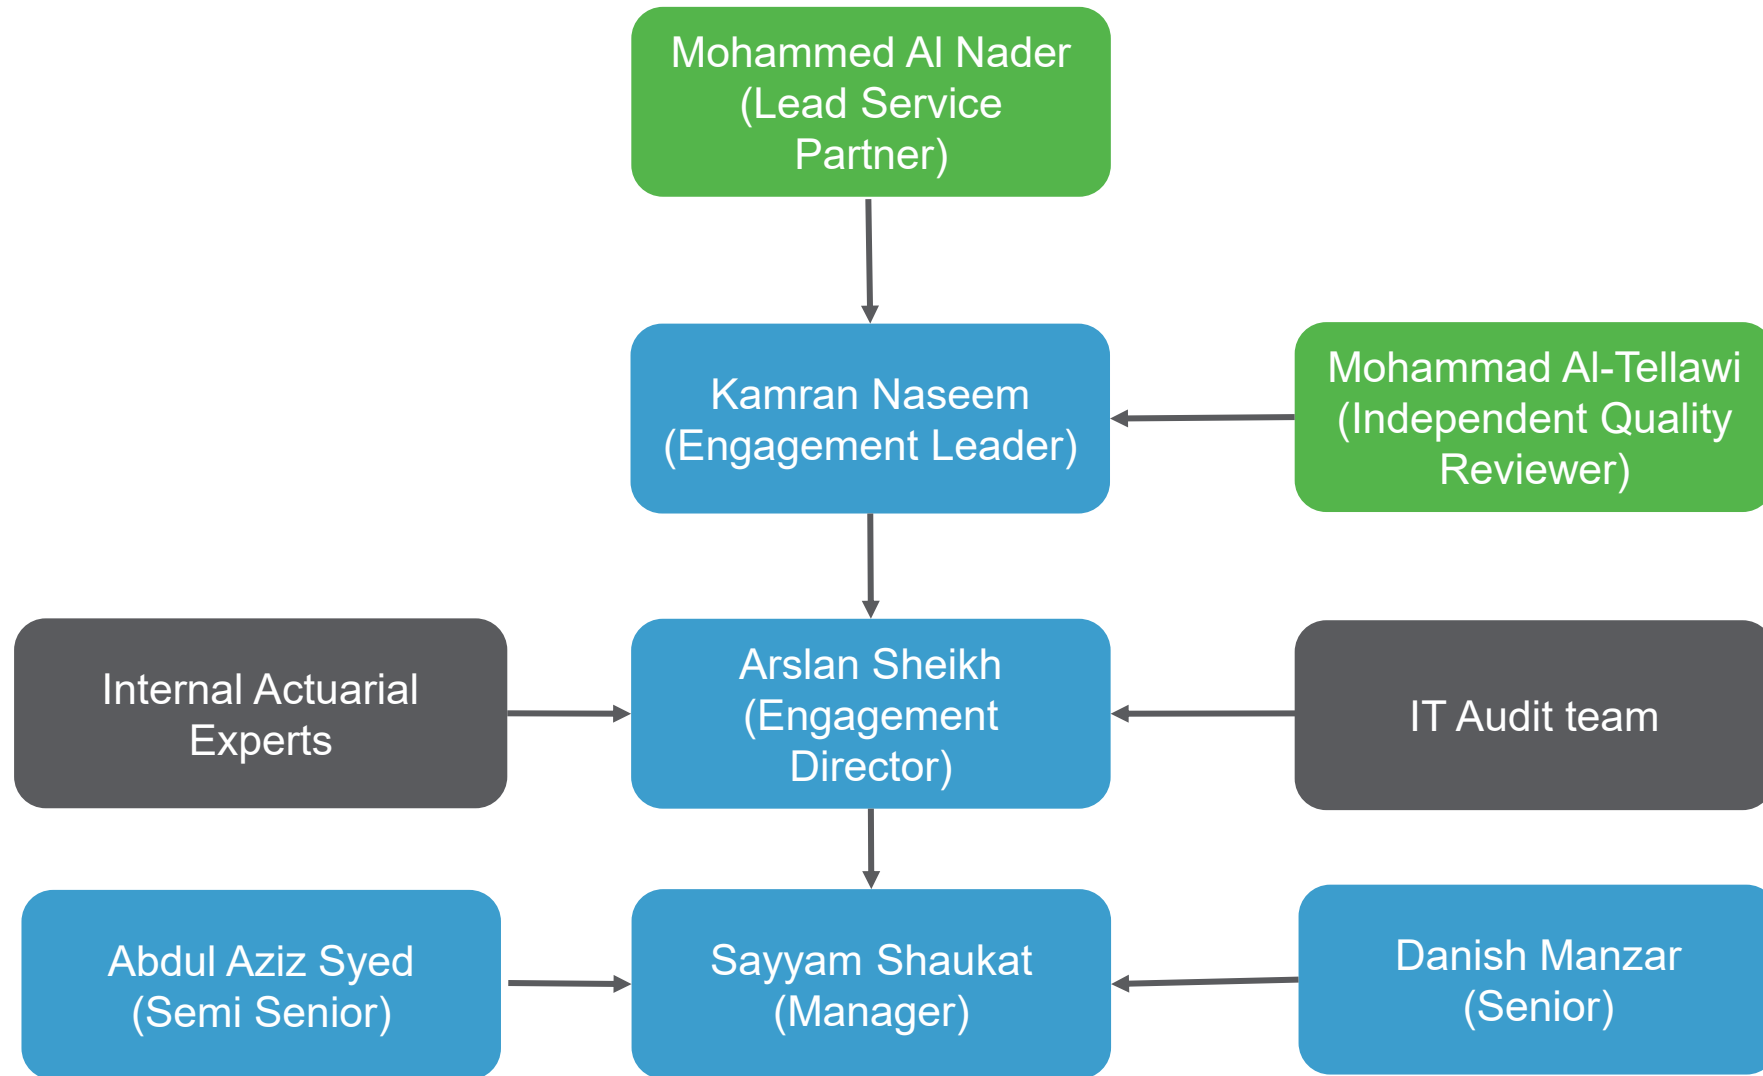 Mohammed Al Nader
(Lead Service
Partner)
Kamran Naseem
(Engagement Leader)
Mohammad Al-Tellawi
(Independent Quality
Reviewer)
Internal Actuarial
Experts
Arslan Sheikh
(Engagement
Director)
IT Audit team
Abdul Aziz Syed
(Semi Senior)
Sayyam Shaukat
(Manager)
Danish Manzar
(Senior)